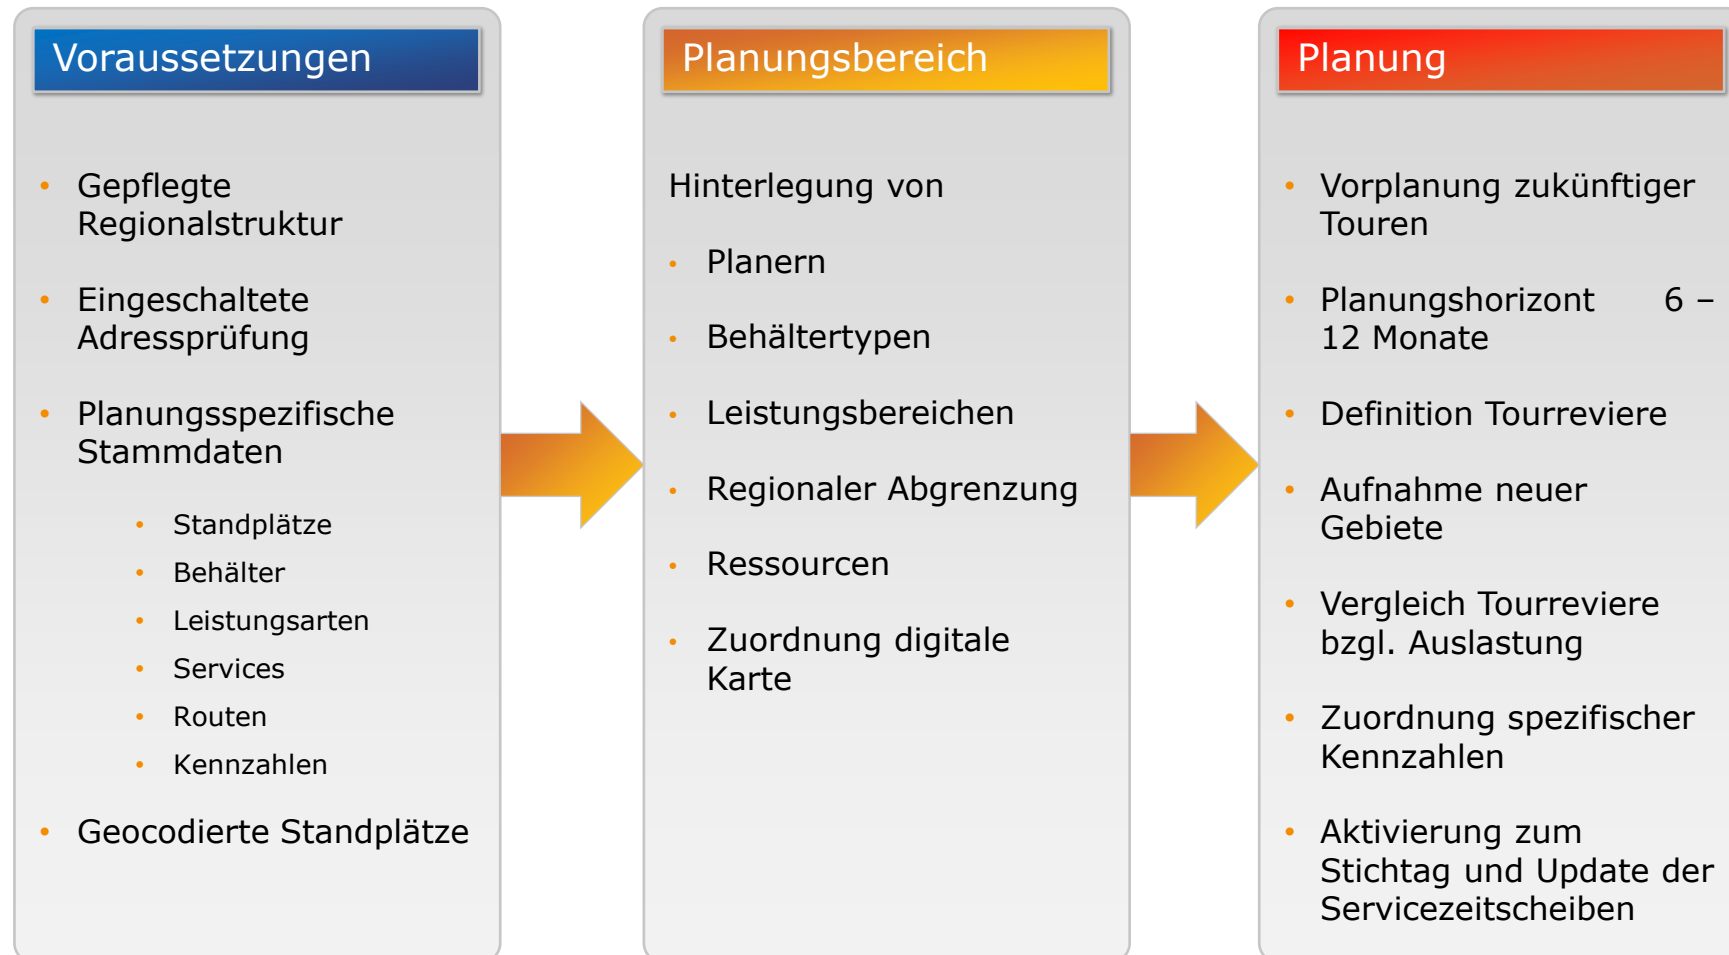 Voraussetzungen
Gepflegte
Regionalstruktur
Eingeschaltete
Adressprüfung
Planungsspezifische
Stammdaten
Standplätze
Behälter
Leistungsarten
Services
Routen
Kennzahlen
Geocodierte Standplätze
Planungsbereich
Hinterlegung von
Planern
Behältertypen
Leistungsbereichen
Regionaler Abgrenzung
Ressourcen
Zuordnung digitale
Karte
Planung
Vorplanung zukünftiger
Touren
Planungshorizont 6 –
12 Monate
Definition Tourreviere
Aufnahme neuer
Gebiete
Vergleich Tourreviere
bzgl. Auslastung
Zuordnung spezifischer
Kennzahlen
Aktivierung zum
Stichtag und Update der
Servicezeitscheiben